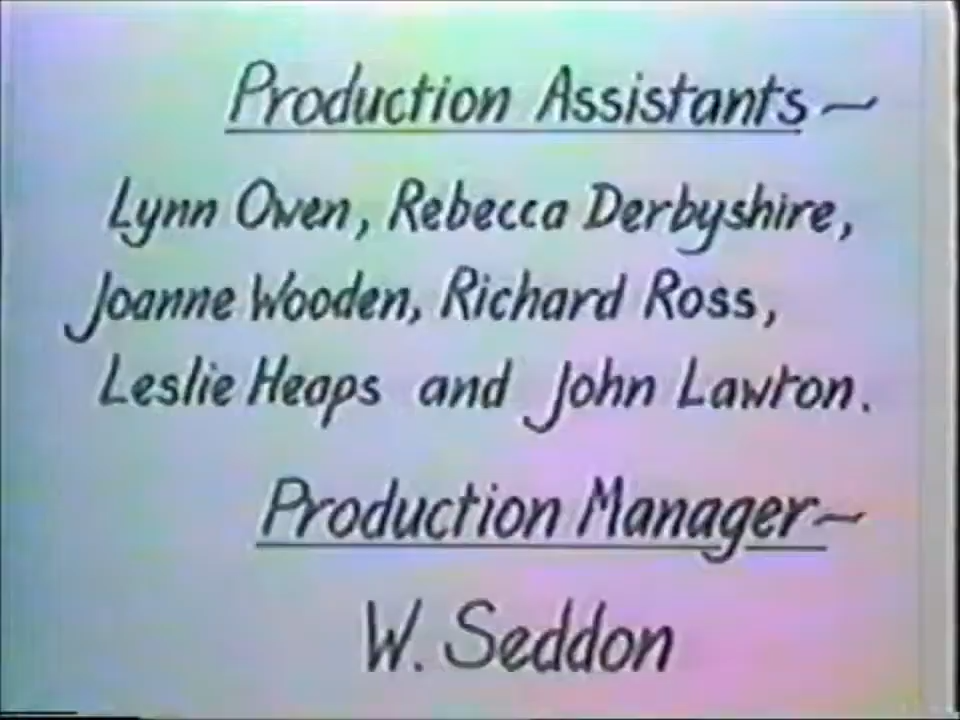 Production Assistants ~
Lynn Owen, Rebecca Derbyshire,
Joanne Wooden, Richard Ross,
Leslie Heaps and John Lawton.
Production Manager ~
W. Seddon